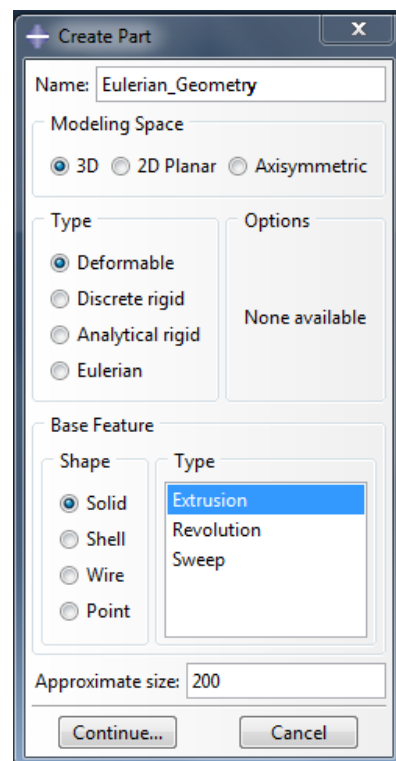 Create Part
x
Name: Eulerian_Geometry
Modeling Space
3D 2D Planar Axisymmetric
Type
Options
Deformable
Discrete rigid
Analytical rigid
Eulerian
None available
Base Feature
Shape
Type
Solid
Shell
Wire
Point
Extrusion
Revolution
Sweep
Approximate size: 200
Continue... Cancel